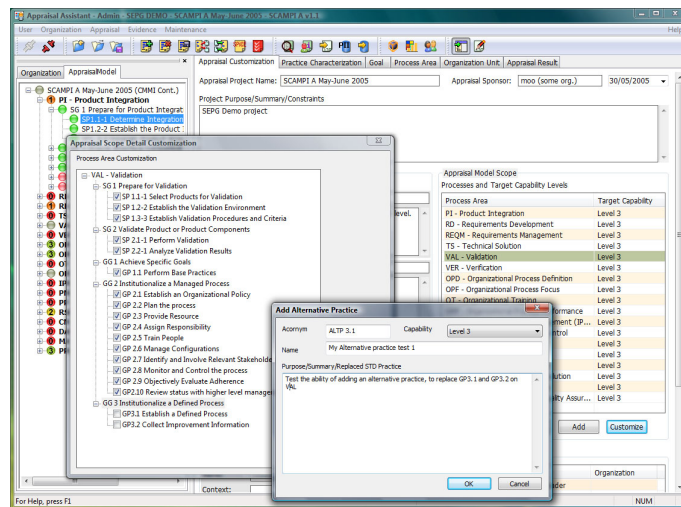 Appraisal Assistant - Admin - SEPG DEMO - SCAMPI A May-June 2005 - SCAMPI A v1.1
User Organization Appraisal Evidence Maintenance Help
Organization AppraisalModel
SCAMPI A May-June 2005 (CMMI Cont.)
PI - Product Integration
SG 1 Prepare for Product Integrat
SP1.1-1 Determine Integration
SP1.2-2 Establish the Product
Appraisal Customization Practice Characterization Goal Process Area Organization Unit Appraisal Result
Appraisal Project Name: SCAMPI A May-June 2005 Appraisal Sponsor: moo (some org.) 30/05/2005
Project Purpose/Summary/Constraints
SEPG Demo project
level.
Appraisal Model Scope
Processes and Target Capability Levels
Process Area Target Capability
PI - Product Integration Level 3
RD - Requirements Development Level 3
REQM - Requirements Management Level 3
TS - Technical Solution Level 3
VAL - Validation Level 3
VER - Verification Level 3
OPD - Organizational Process Definition Level 3
OPF - Organizational Process Focus Level 3
OT - Organizational Training Level 3
formance Level 3
ement (IP... Level 3
ntrol Level 3
Level 3
Level 3
Level 3
lution Level 3
Level 3
ality Assur... Level 3
Level 3
Add Customize
Organization
ader
Context:
Appraisal Scope Detail Customization
Process Area Customization
VAL - Validation
SG 1 Prepare for Validation
SP 1.1-1 Select Products for Validation
SP 1.2-2 Establish the Validation Environment
SP 1.3-3 Establish Validation Procedures and Criteria
SG 2 Validate Product or Product Components
SP 2.1-1 Perform Validation
SP 2.2-1 Analyze Validation Results
GG 1 Achieve Specific Goals
GP 1.1 Perform Base Practices
GG 2 Institutionalize a Managed Process
GP 2.1 Establish an Organizational Policy
GP 2.2 Plan the process
GP 2.3 Provide Resource
GP 2.4 Assign Responsibility
GP 2.5 Train People
GP 2.6 Manage Configurations
GP 2.7 Identify and Involve Relevant Stakeholde
GP 2.8 Monitor and Control the process
GP 2.9 Objectively Evaluate Adherence
GP2.10 Review status with higher level manager
GG 3 Institutionalize a Defined Process
GP3.1 Establish a Defined Process
GP3.2 Collect Improvement Information
Add Alternative Practice
Acornym ALTP 3.1 Capability Level 3
Name My Alternative practice test 1
Purpose/Summary/Replaced STD Practice
Test the ability of adding an alternative practice, to replace GP3.1 and GP3.2 on
VAL
OK Cancel
For Help, press F1 NUM